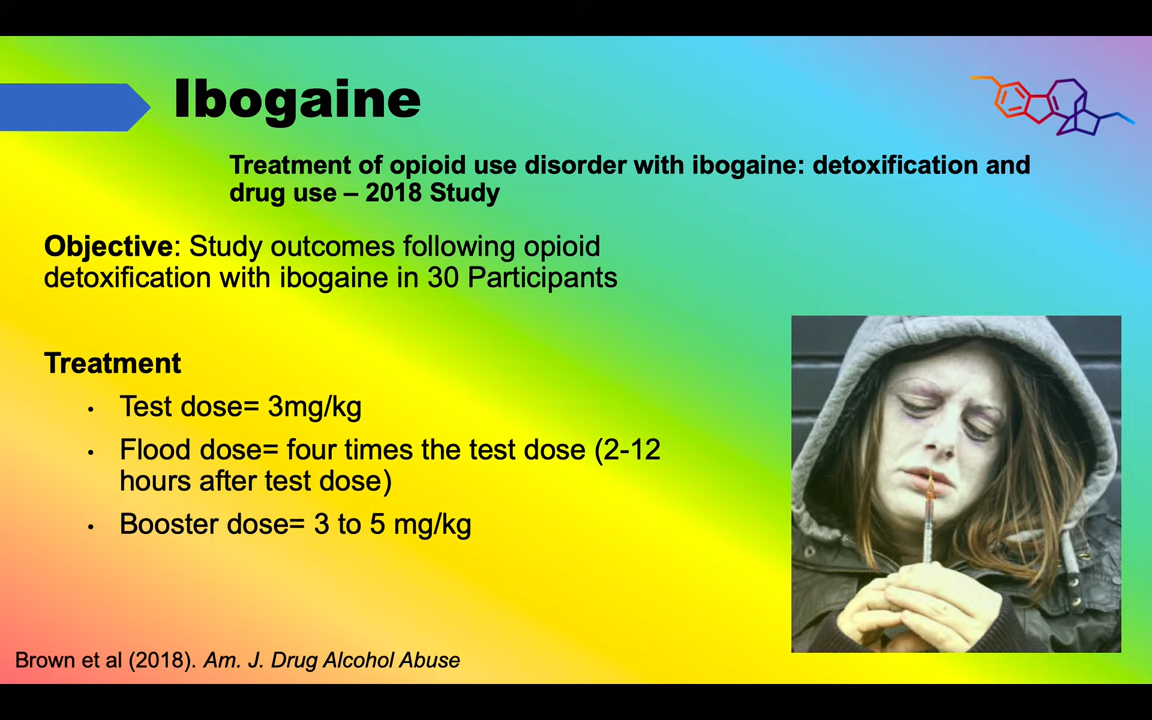 Ibogaine
Treatment of opioid use disorder with ibogaine: detoxification and
drug use – 2018 Study
Objective: Study outcomes following opioid
detoxification with ibogaine in 30 Participants
Treatment
• Test dose= 3mg/kg
• Flood dose= four times the test dose (2-12
hours after test dose)
• Booster dose= 3 to 5 mg/kg
Brown et al (2018). Am. J. Drug Alcohol Abuse